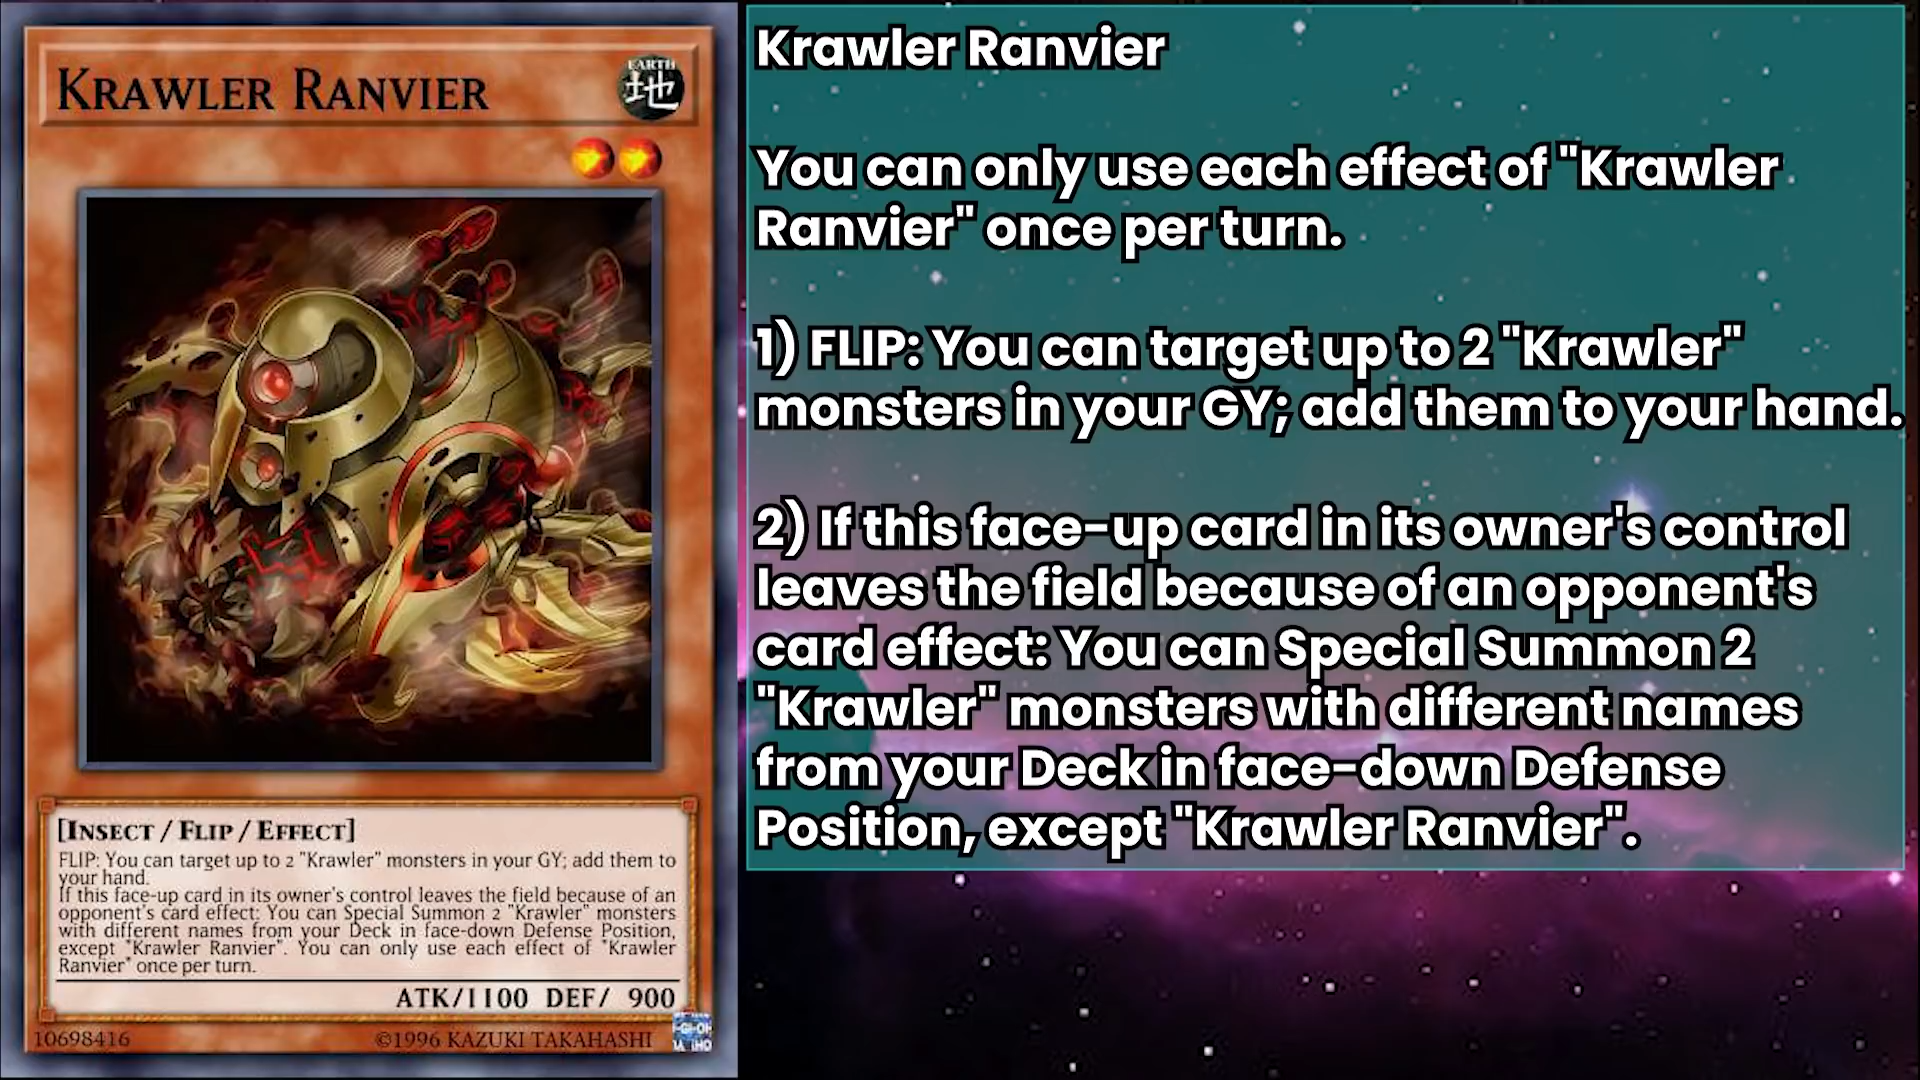 KRAWLER RANVIER
EARTH
地
[INSECT / FLIP / EFFECT]
FLIP: You can target up to 2 "Krawler" monsters in your GY; add them to
your hand.
If this face-up card in its owner's control leaves the field because of an
opponent's card effect: You can Special Summon 2 "Krawler" monsters
with different names from your Deck in face-down Defense Position,
except "Krawler Ranvier". You can only use each effect of "Krawler
Ranvier" once per turn.
ATK/1100 DEF/ 900
10698416
©1996 KAZUKI TAKAHASHI
Krawler Ranvier
You can only use each effect of "Krawler
Ranvier" once per turn.
1) FLIP: You can target up to 2 "Krawler"
monsters in your GY; add them to your hand.
2) If this face-up card in its owner's control
leaves the field because of an opponent's
card effect: You can Special Summon 2
"Krawler" monsters with different names
from your Deck in face-down Defense
Position, except "Krawler Ranvier".